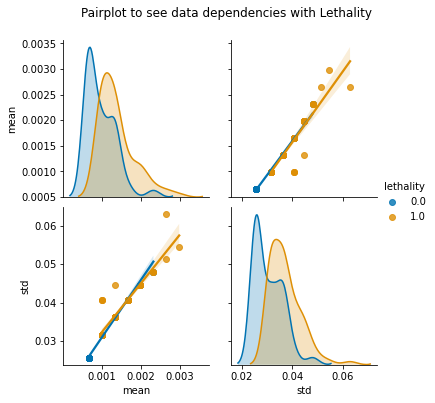 Pairplot to see data dependencies with Lethality
0.0035
0.0030
0.0025
0.0020
0.0015
0.0010
0.0005
mean
lethality
0.0
1.0
0.06
0.05
0.04
0.03
std
0.001 0.002 0.003
mean
0.02 0.04 0.06
std